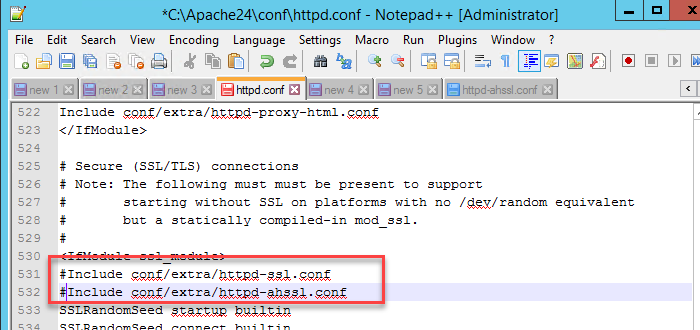 *C:\Apache24\conf\httpd.conf - Notepad++ [Administrator]
File Edit Search View Encoding Language Settings Macro Run Plugins Window ?
new 1 new 2 new 3 httpd.conf new 4 new 5 httpd-ahssl.conf
522 Include conf/extra/httpd-proxy-html.conf
523 </IfModule>
524
525 # Secure (SSL/TLS) connections
526 # Note: The following must must be present to support
527 # starting without SSL on platforms with no /dev/random equivalent
528 # but a statically compiled-in mod_ssl.
529 #
530 <IfModule ssl_module>
531 #Include conf/extra/httpd-ssl.conf
532 #Include conf/extra/httpd-ahssl.conf
533 SSLRandomSeed startup builtin
534 SSLRandomSeed connect builtin